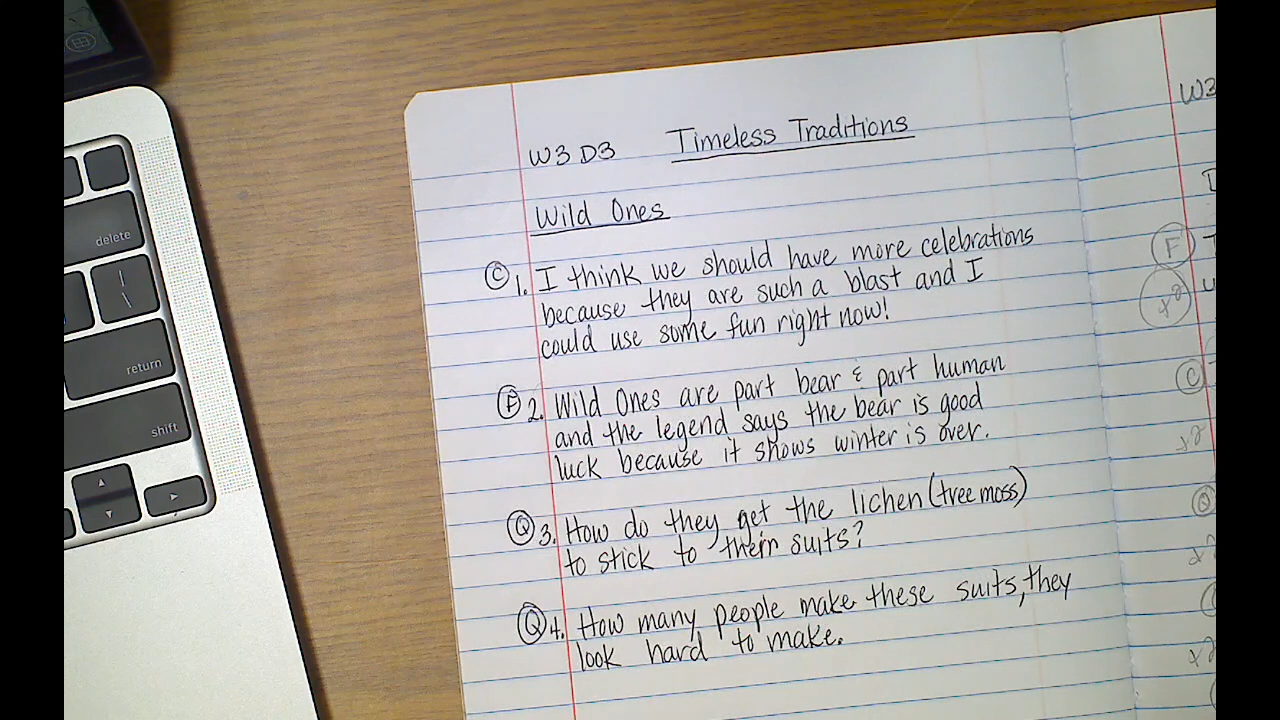 delete
return
shift
W3 D3 Timeless Traditions
Wild Ones
C 1. I think we should have more celebrations
because they are such a blast and I
could use some fun right now!
F 2. Wild Ones are part bear & part human
and the legend says the bear is good
luck because it shows winter is over.
Q 3. How do they get the lichen (tree moss)
to stick to their suits?
Q 4. How many people make these suits, they
look hard to make.
W3
F
C
Q